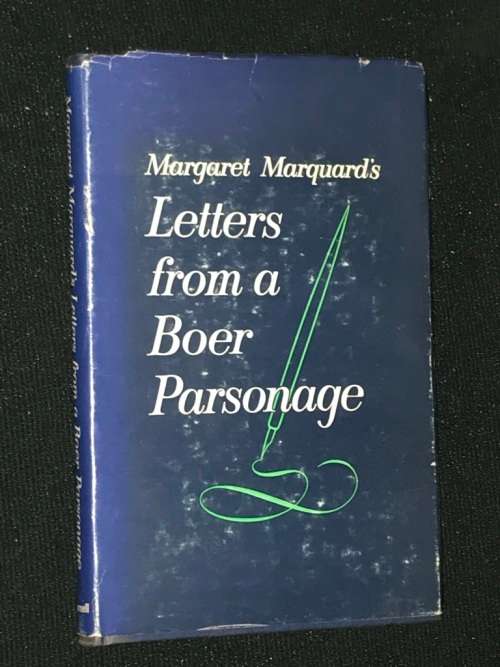 Margaret Marquard's
Letters
from a
Boer
Parsonage
Margaret Marquard's Letters from a Boer Parsonage